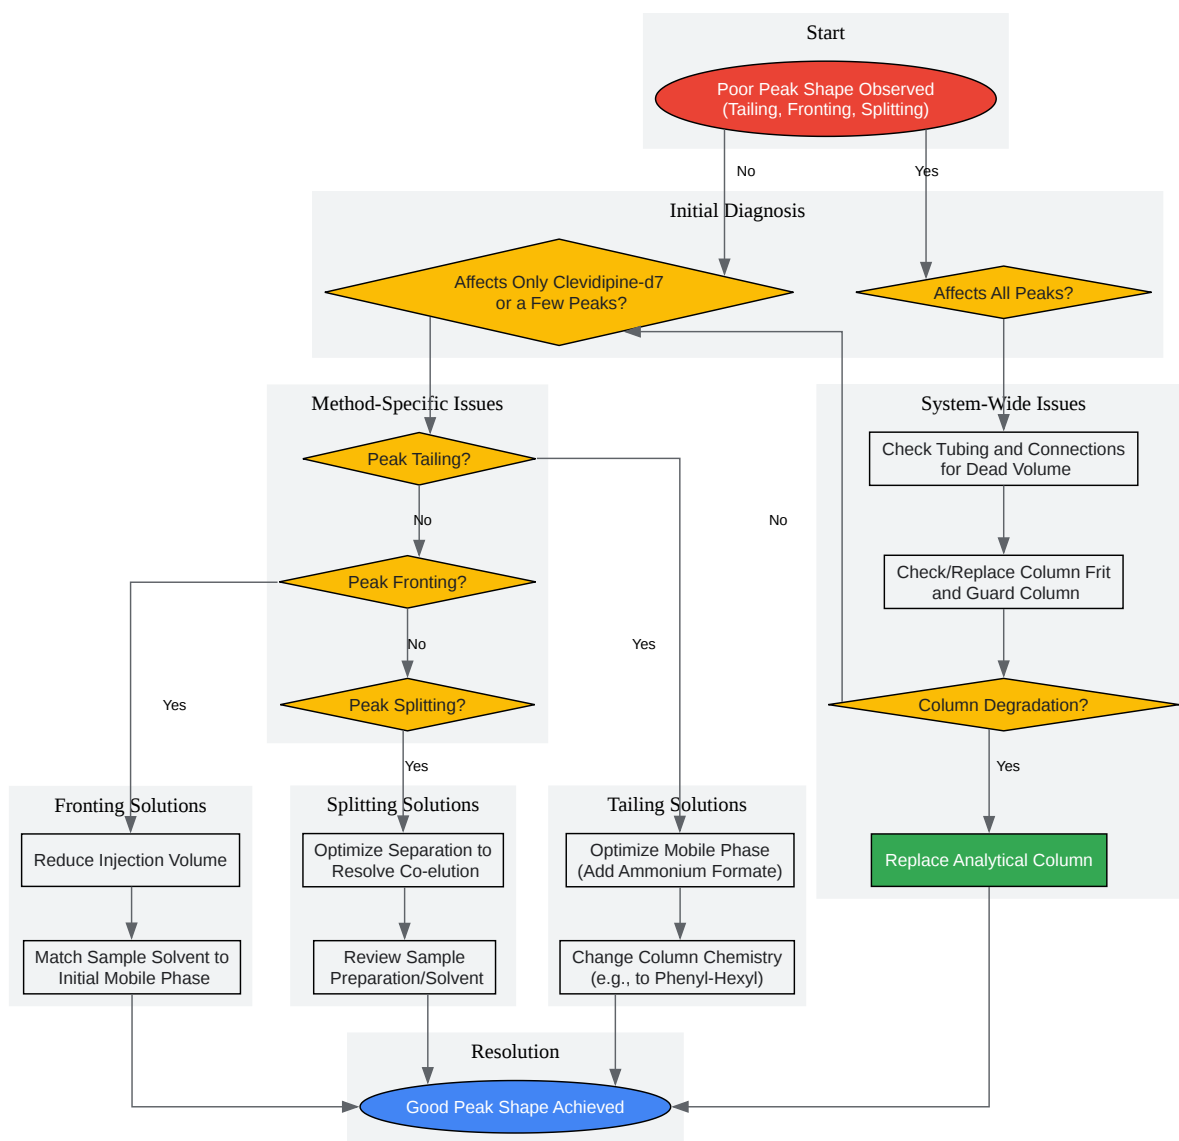 Start
Poor Peak Shape Observed
(Tailing, Fronting, Splitting)
No
Yes
Initial Diagnosis
Affects Only Clevidipine-d7
or a Few Peaks?
Affects All Peaks?
Method-Specific Issues
System-Wide Issues
Peak Tailing?
Check Tubing and Connections
for Dead Volume
No
No
Peak Fronting?
Check/Replace Column Frit
and Guard Column
No
Yes
Yes
Peak Splitting?
Column Degradation?
Yes
Yes
Fronting Solutions
Splitting Solutions
Tailing Solutions
Reduce Injection Volume
Optimize Separation to
Resolve Co-elution
Optimize Mobile Phase
(Add Ammonium Formate)
Replace Analytical Column
Match Sample Solvent to
Initial Mobile Phase
Review Sample
Preparation/Solvent
Change Column Chemistry
(e.g., to Phenyl-Hexyl)
Resolution
Good Peak Shape Achieved